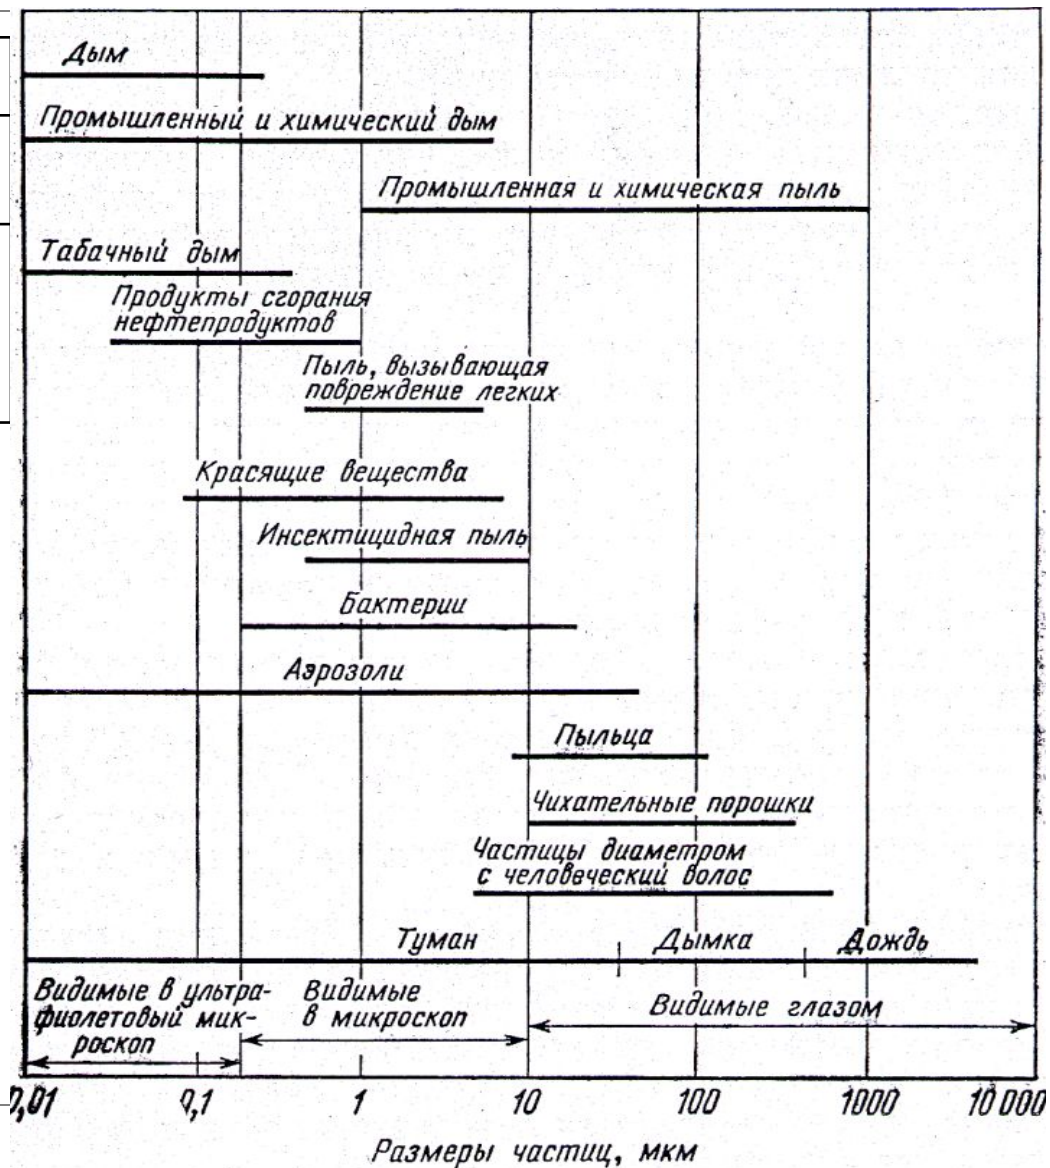 Дым
Промышленный и химический дым
Промышленная и химическая пыль
Табачный дым
Продукты сгорания
нефтепродуктов
Пыль, вызывающая
повреждение легких
Красящие вещества
Инсектицидная пыль
Бактерии
Аэрозоли
Пыльца
Чихательные порошки
Частицы диаметром
с человеческий волос
Туман Дымка Дождь
Видимые в ультра-
фиолетовый мик-
роскоп
Видимые
в микроскоп
Видимые глазом
0,01 0,1 1 10 100 1000 10 000
Размеры частиц, мкм